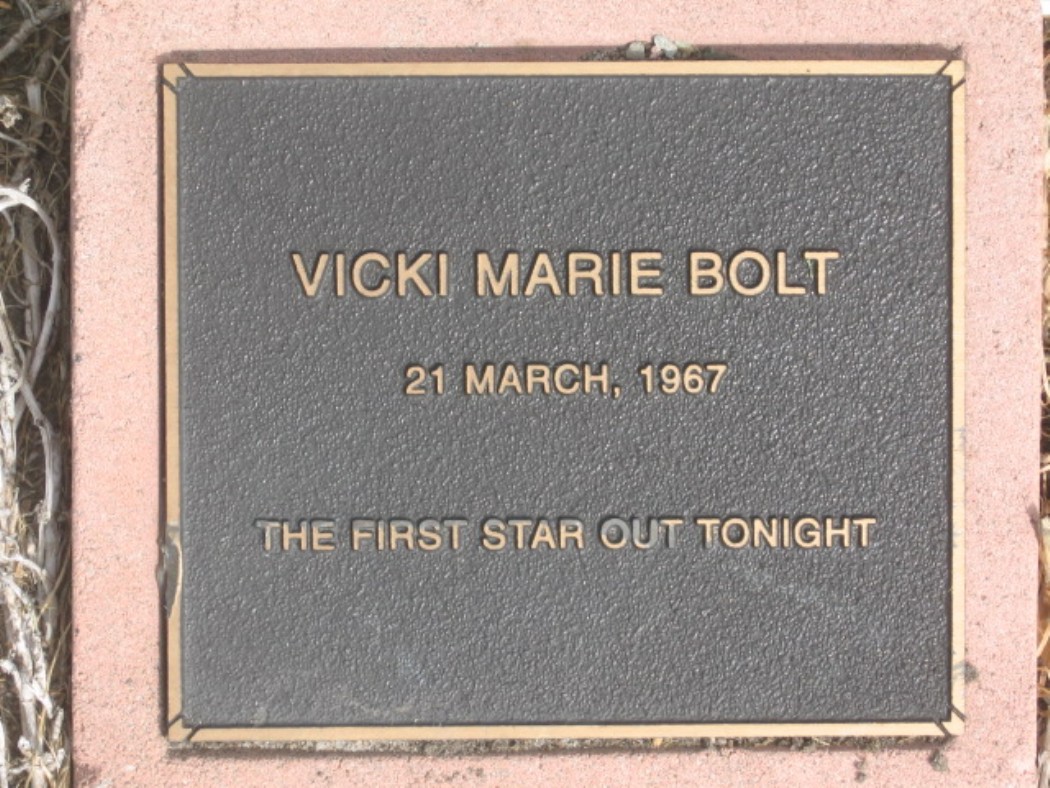 VICKI MARIE BOLT
21 MARCH, 1967
THE FIRST STAR OUT TONIGHT